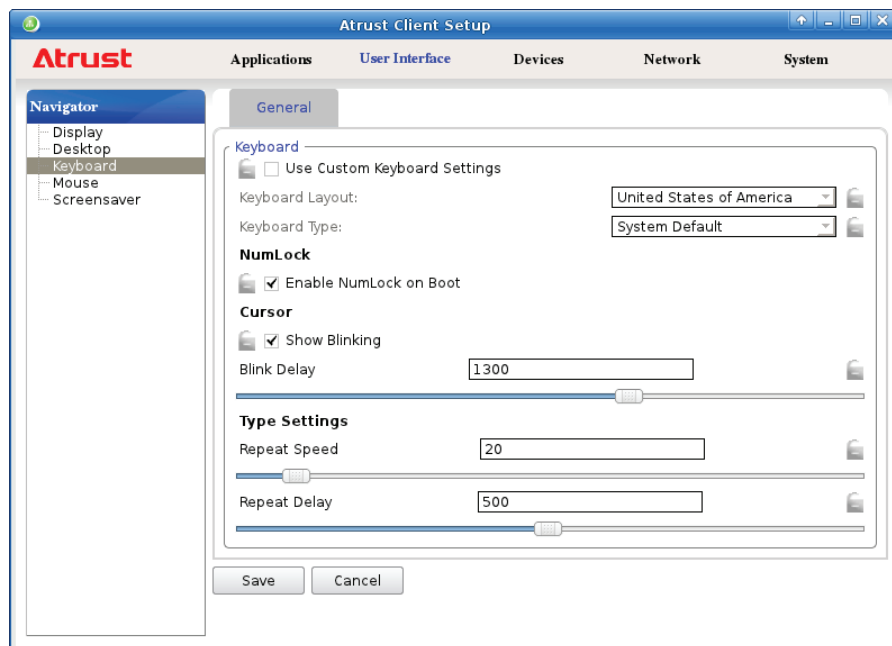 Atrust Client Setup
Atrust Applications User Interface Devices Network System
Navigator
Display
Desktop
Keyboard
Mouse
Screensaver
General
Keyboard
Use Custom Keyboard Settings
Keyboard Layout: United States of America
Keyboard Type: System Default
NumLock
Enable NumLock on Boot
Cursor
Show Blinking
Blink Delay 1300
Type Settings
Repeat Speed 20
Repeat Delay 500
Save Cancel